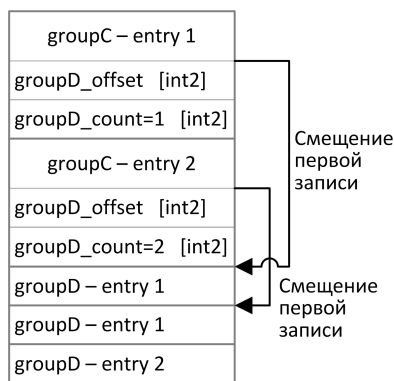 groupC – entry 1
groupD_offset [int2]
groupD_count=1 [int2]
groupC – entry 2
groupD_offset [int2]
groupD_count=2 [int2]
groupD – entry 1
groupD – entry 1
groupD – entry 2
Смещение
первой
записи
Смещение
первой
записи